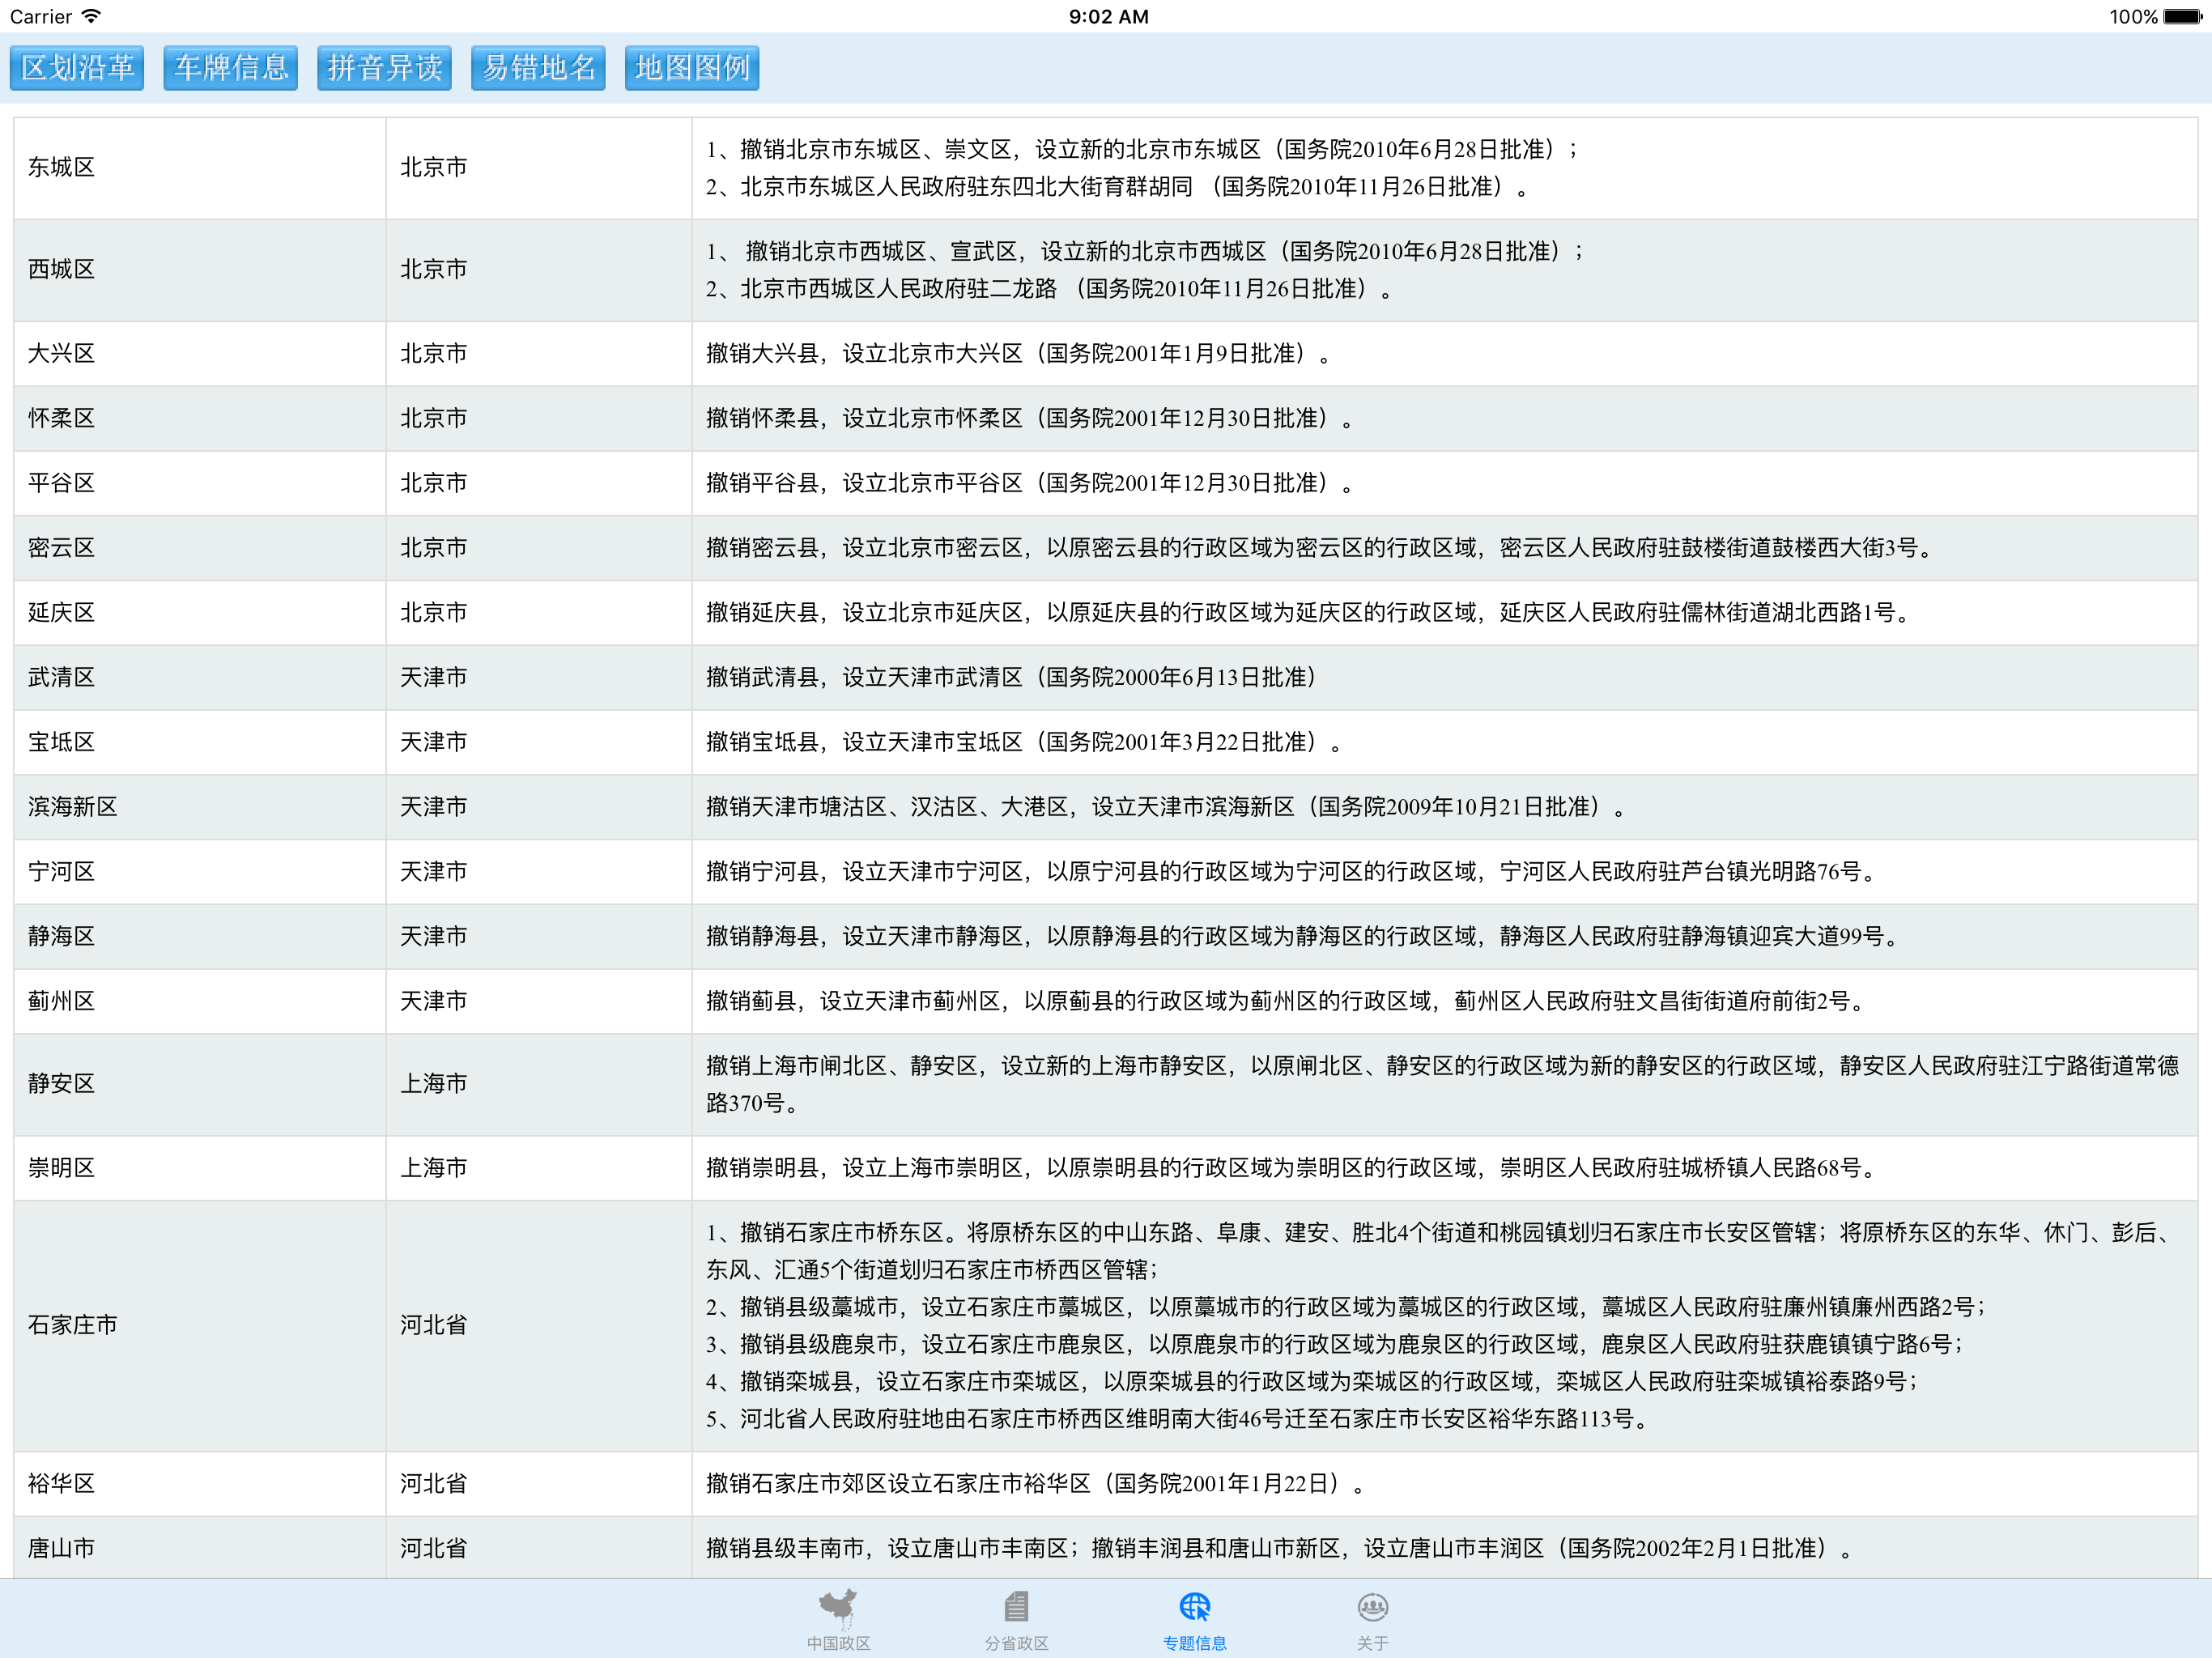 Carrier 9:02 AM 100%
区划沿革 车牌信息 拼音异读 易错地名 地图图例
东城区 北京市 1、撤销北京市东城区、崇文区，设立新的北京市东城区（国务院2010年6月28日批准）；
2、北京市东城区人民政府驻东四北大街育群胡同 （国务院2010年11月26日批准）。
西城区 北京市 1、 撤销北京市西城区、宣武区，设立新的北京市西城区（国务院2010年6月28日批准）；
2、北京市西城区人民政府驻二龙路 （国务院2010年11月26日批准）。
大兴区 北京市 撤销大兴县，设立北京市大兴区（国务院2001年1月9日批准）。
怀柔区 北京市 撤销怀柔县，设立北京市怀柔区（国务院2001年12月30日批准）。
平谷区 北京市 撤销平谷县，设立北京市平谷区（国务院2001年12月30日批准）。
密云区 北京市 撤销密云县，设立北京市密云区，以原密云县的行政区域为密云区的行政区域，密云区人民政府驻鼓楼街道鼓楼西大街3号。
延庆区 北京市 撤销延庆县，设立北京市延庆区，以原延庆县的行政区域为延庆区的行政区域，延庆区人民政府驻儒林街道湖北西路1号。
武清区 天津市 撤销武清县，设立天津市武清区（国务院2000年6月13日批准）
宝坻区 天津市 撤销宝坻县，设立天津市宝坻区（国务院2001年3月22日批准）。
滨海新区 天津市 撤销天津市塘沽区、汉沽区、大港区，设立天津市滨海新区（国务院2009年10月21日批准）。
宁河区 天津市 撤销宁河县，设立天津市宁河区，以原宁河县的行政区域为宁河区的行政区域，宁河区人民政府驻芦台镇光明路76号。
静海区 天津市 撤销静海县，设立天津市静海区，以原静海县的行政区域为静海区的行政区域，静海区人民政府驻静海镇迎宾大道99号。
蓟州区 天津市 撤销蓟县，设立天津市蓟州区，以原蓟县的行政区域为蓟州区的行政区域，蓟州区人民政府驻文昌街街道府前街2号。
静安区 上海市 撤销上海市闸北区、静安区，设立新的上海市静安区，以原闸北区、静安区的行政区域为新的静安区的行政区域，静安区人民政府驻江宁路街道常德
路370号。
崇明区 上海市 撤销崇明县，设立上海市崇明区，以原崇明县的行政区域为崇明区的行政区域，崇明区人民政府驻城桥镇人民路68号。
石家庄市 河北省 1、撤销石家庄市桥东区。将原桥东区的中山东路、阜康、建安、胜北4个街道和桃园镇划归石家庄市长安区管辖；将原桥东区的东华、休门、彭后、
东风、汇通5个街道划归石家庄市桥西区管辖；
2、撤销县级藁城市，设立石家庄市藁城区，以原藁城市的行政区域为藁城区的行政区域，藁城区人民政府驻廉州镇廉州西路2号；
3、撤销县级鹿泉市，设立石家庄市鹿泉区，以原鹿泉市的行政区域为鹿泉区的行政区域，鹿泉区人民政府驻获鹿镇镇宁路6号；
4、撤销栾城县，设立石家庄市栾城区，以原栾城县的行政区域为栾城区的行政区域，栾城区人民政府驻栾城镇裕泰路9号；
5、河北省人民政府驻地由石家庄市桥西区维明南大街46号迁至石家庄市长安区裕华东路113号。
裕华区 河北省 撤销石家庄市郊区设立石家庄市裕华区（国务院2001年1月22日）。
唐山市 河北省 撤销县级丰南市，设立唐山市丰南区；撤销丰润县和唐山市新区，设立唐山市丰润区（国务院2002年2月1日批准）。
中国政区 分省政区 专题信息 关于